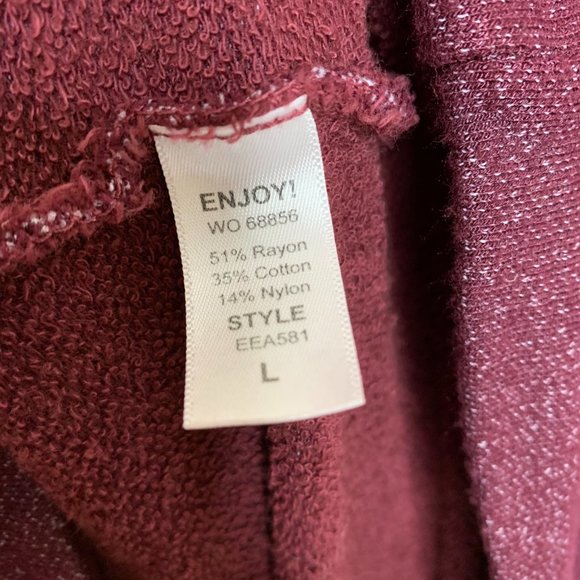 ENJOY!
WO 68856
51% Rayon
35% Cotton
14% Nylon
STYLE
EEA581
L